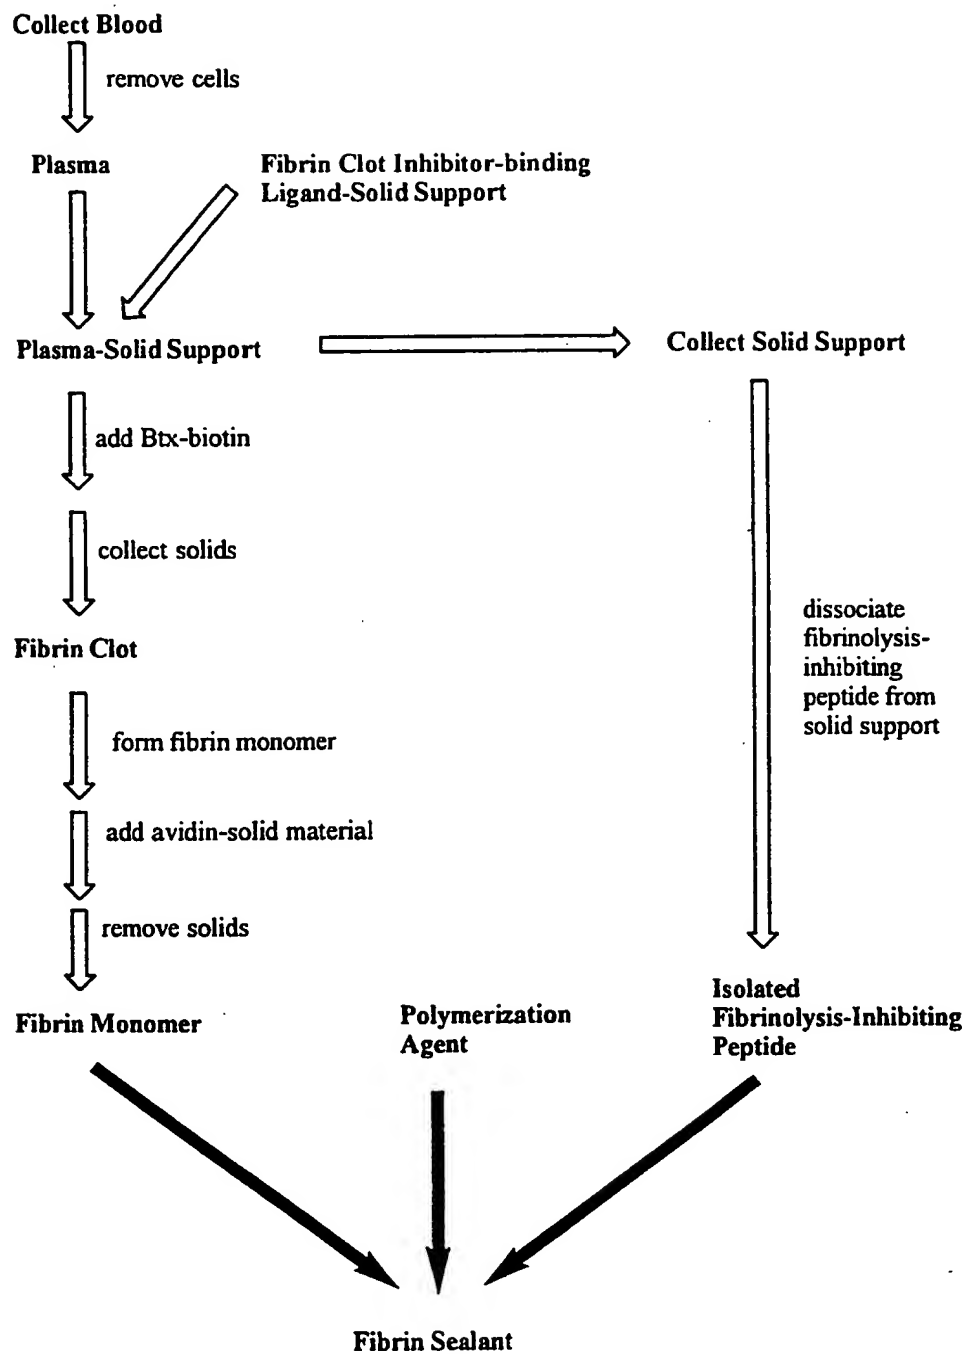 Collect Blood
remove cells
Plasma
Fibrin Clot Inhibitor-binding
Ligand-Solid Support
Plasma-Solid Support
Collect Solid Support
add Btx-biotin
collect solids
Fibrin Clot
dissociate
fibrinolysis-
inhibiting
peptide from
solid support
form fibrin monomer
add avidin-solid material
remove solids
Fibrin Monomer
Polymerization
Agent
Isolated
Fibrinolysis-Inhibiting
Peptide
Fibrin Sealant